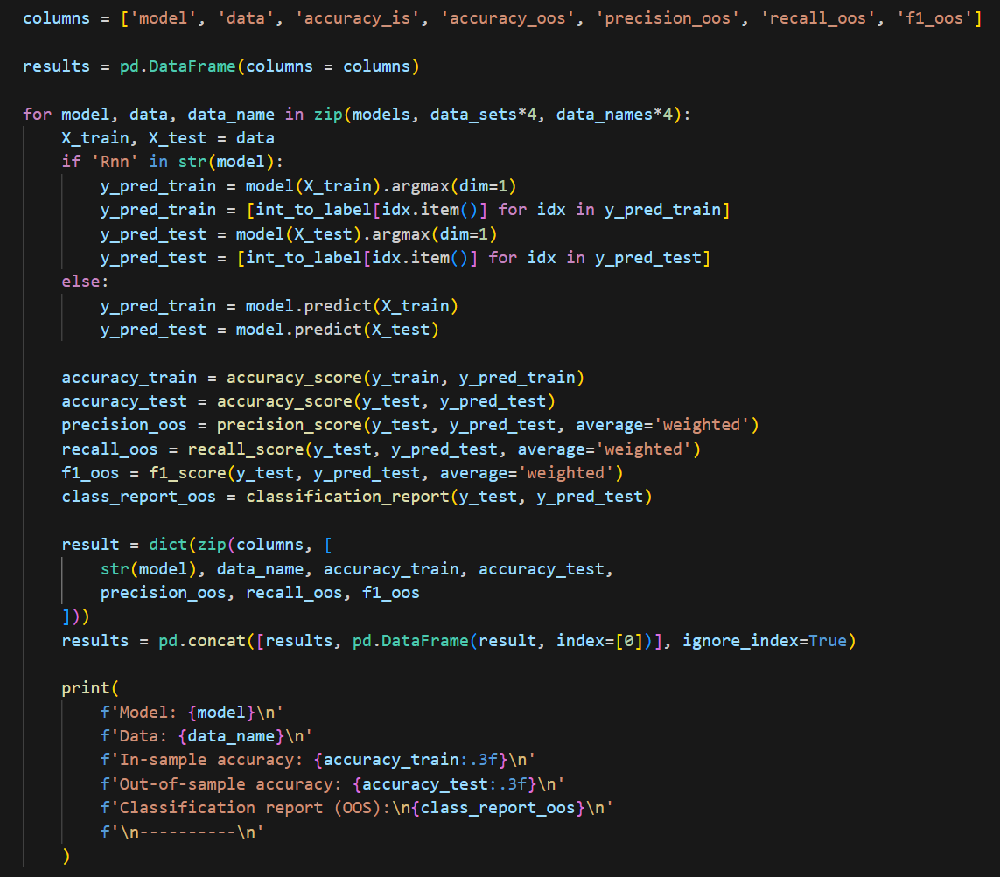 columns = ['model', 'data', 'accuracy_is', 'accuracy_oos', 'precision_oos', 'recall_oos', 'f1_oos']

results = pd.DataFrame(columns = columns)

for model, data, data_name in zip(models, data_sets*4, data_names*4):
    X_train, X_test = data
    if 'Rnn' in str(model):
        y_pred_train = model(X_train).argmax(dim=1)
        y_pred_train = [int_to_label[idx.item()] for idx in y_pred_train]
        y_pred_test = model(X_test).argmax(dim=1)
        y_pred_test = [int_to_label[idx.item()] for idx in y_pred_test]
    else:
        y_pred_train = model.predict(X_train)
        y_pred_test = model.predict(X_test)

    accuracy_train = accuracy_score(y_train, y_pred_train)
    accuracy_test = accuracy_score(y_test, y_pred_test)
    precision_oos = precision_score(y_test, y_pred_test, average='weighted')
    recall_oos = recall_score(y_test, y_pred_test, average='weighted')
    f1_oos = f1_score(y_test, y_pred_test, average='weighted')
    class_report_oos = classification_report(y_test, y_pred_test)

    result = dict(zip(columns, [
        str(model), data_name, accuracy_train, accuracy_test,
        precision_oos, recall_oos, f1_oos
    ]))
    results = pd.concat([results, pd.DataFrame(result, index=[0])], ignore_index=True)

    print(
        f'Model: {model}\n'
        f'Data: {data_name}\n'
        f'In-sample accuracy: {accuracy_train:.3f}\n'
        f'Out-of-sample accuracy: {accuracy_test:.3f}\n'
        f'Classification report (OOS):\n{class_report_oos}\n'
        f'\n----------\n'
    )